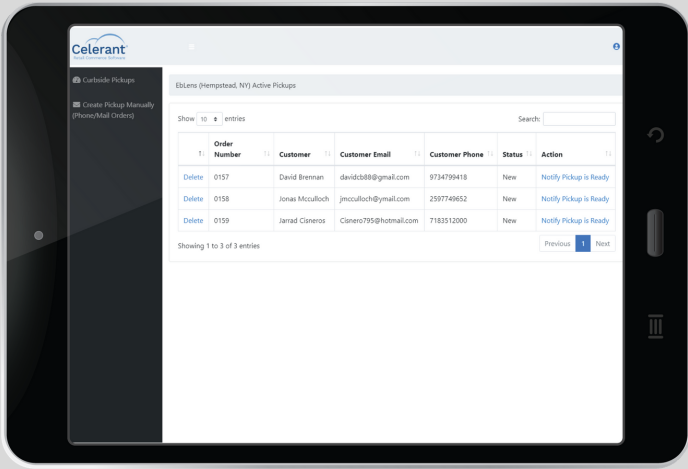 Celerant
Retail Commerce Software
Curbside Pickups
Create Pickup Manually
(Phone/Mail Orders)
EbLens (Hempstead, NY) Active Pickups
Show 10 entries
Search:
Order Number Customer Customer Email Customer Phone Status Action
Delete 0157 David Brennan davidcb88@gmail.com 9734799418 New Notify Pickup is Ready
Delete 0158 Jonas Mcculloch jmcculloch@ymail.com 2597749652 New Notify Pickup is Ready
Delete 0159 Jarrad Cisneros Cisnero795@hotmail.com 7183512000 New Notify Pickup is Ready
Showing 1 to 3 of 3 entries
Previous 1 Next